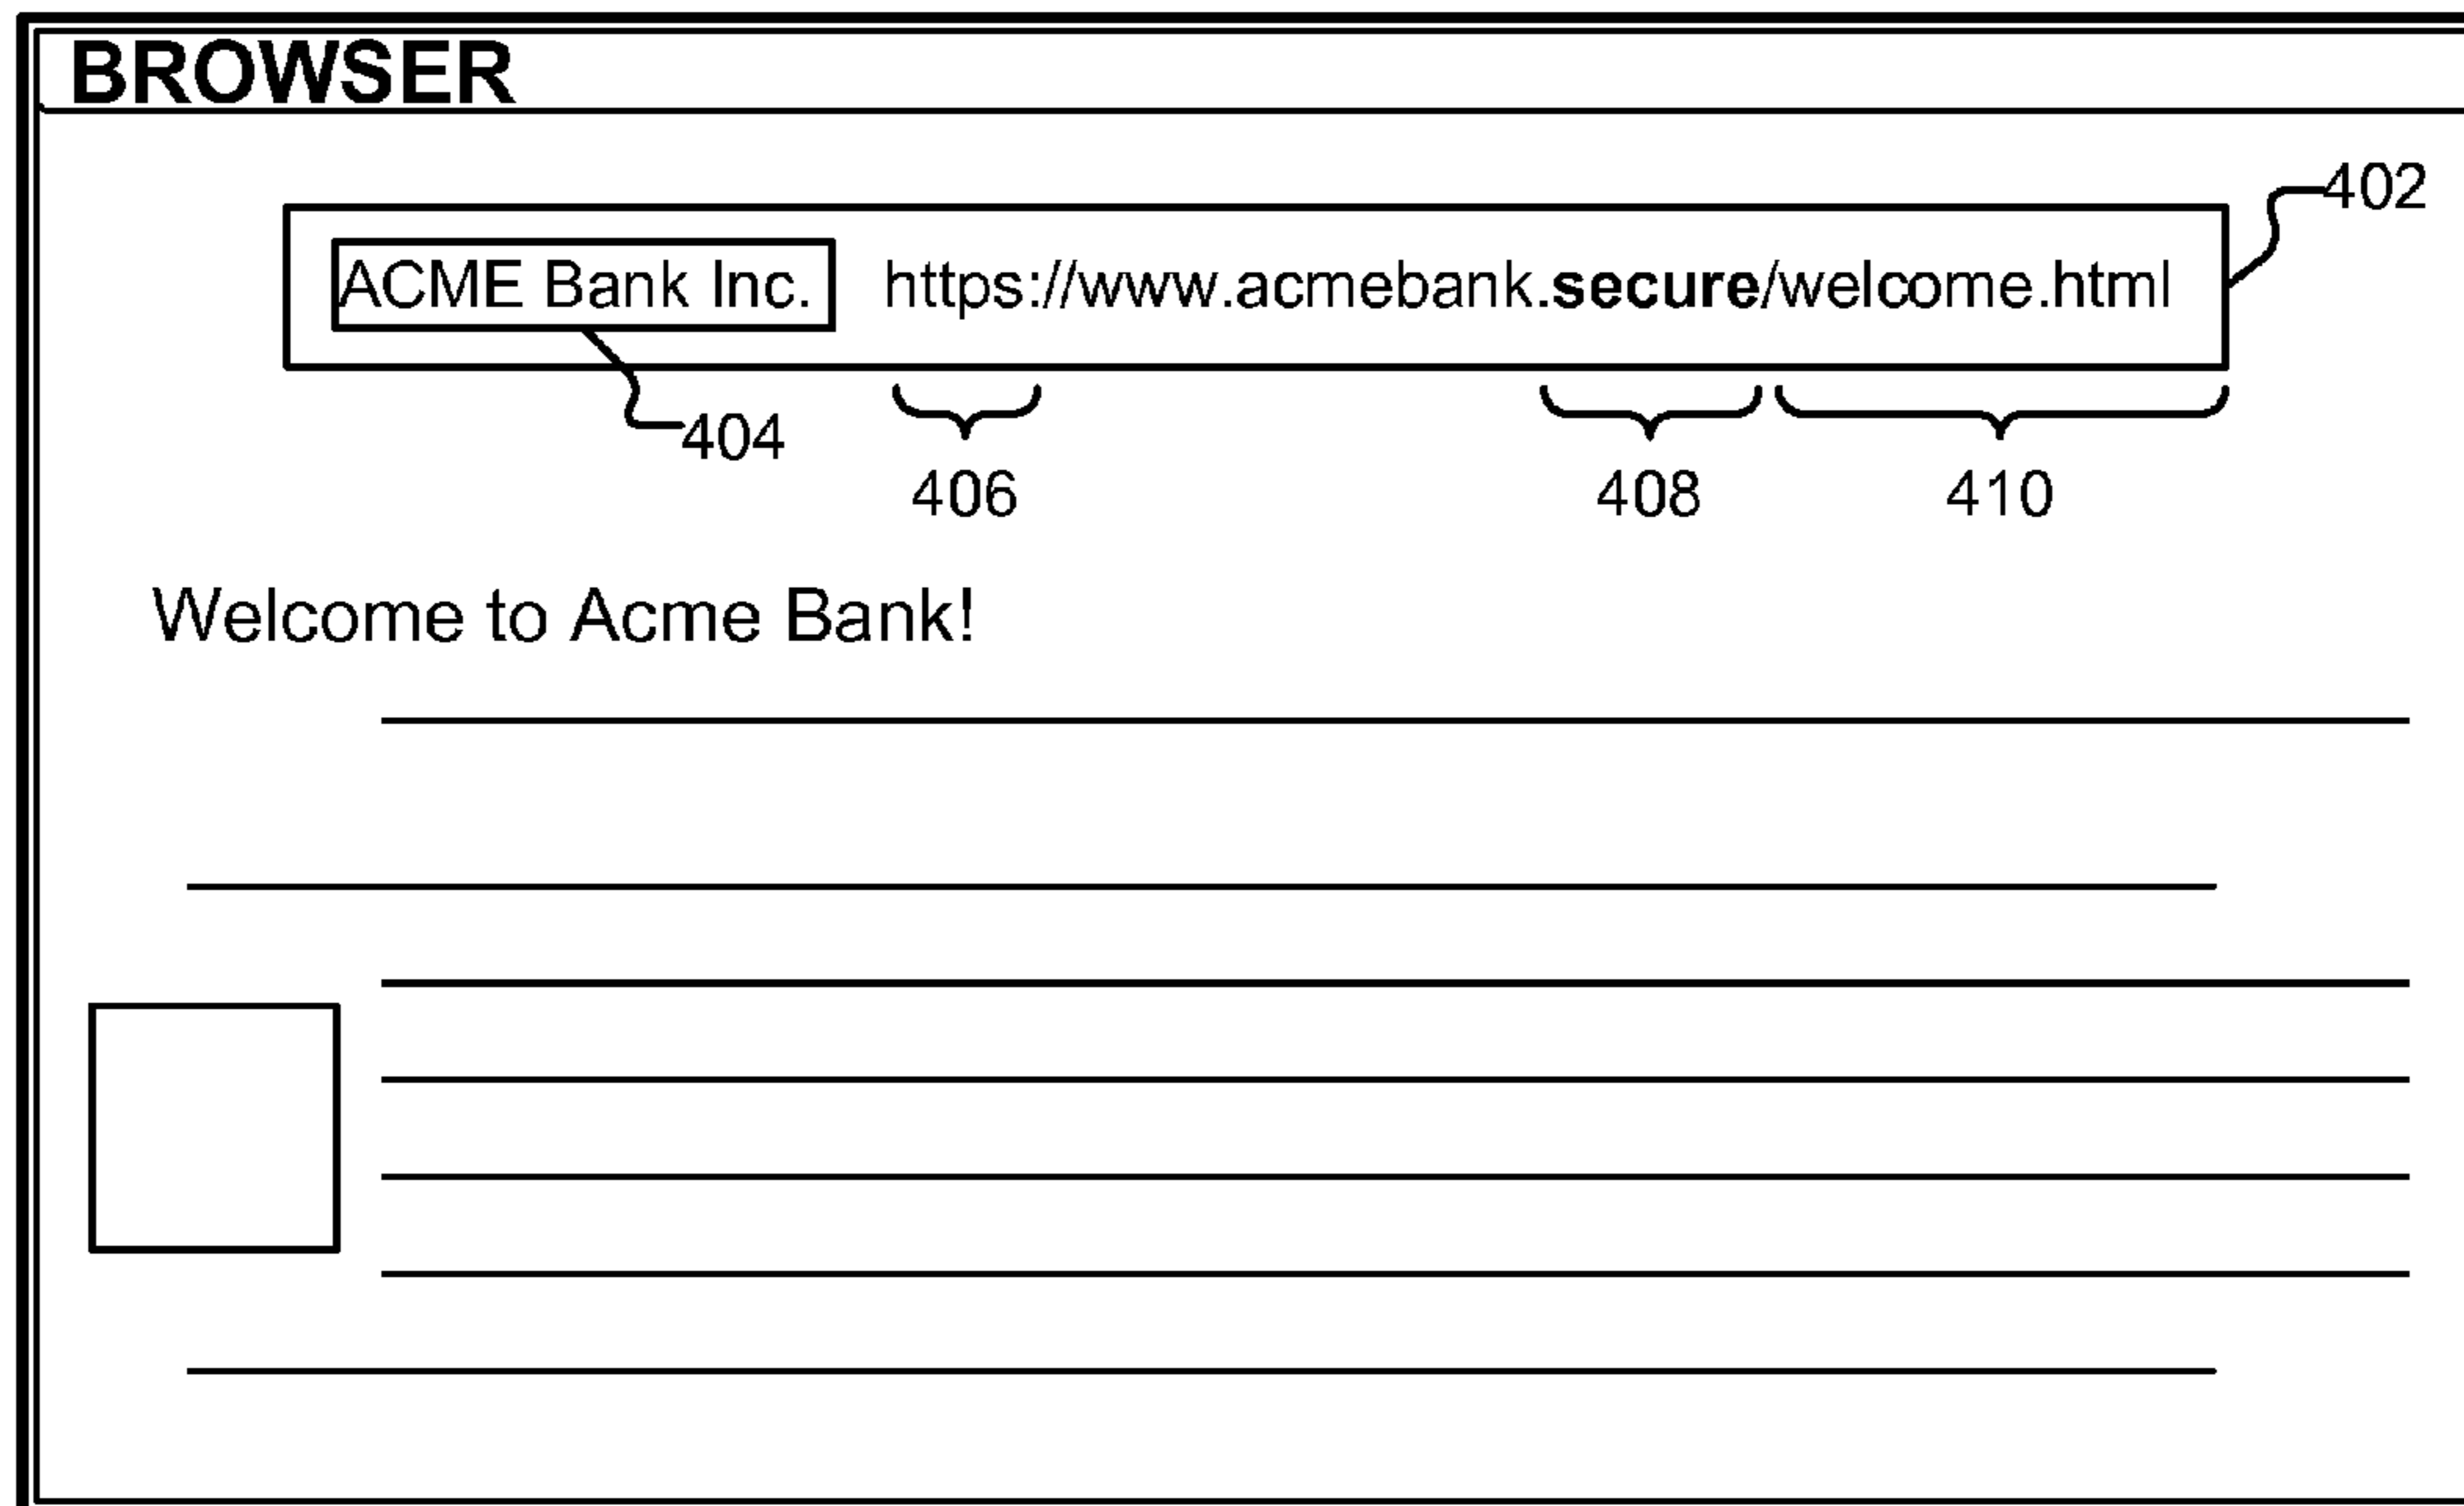 BROWSER
402
ACME Bank Inc. https://www.acmebank.secure/welcome.html
404
406 408 410
Welcome to Acme Bank!